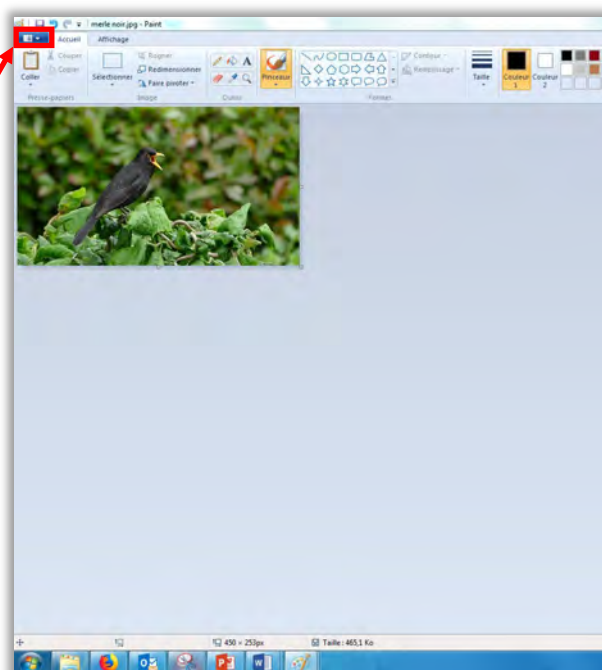 merle noir.jpg - Paint
Accueil Affichage
Coller
Couper
Copier
Presse-papiers
Sélectionner
Rogner
Redimensionner
Faire pivoter
Image
A
Outils
Pinceaux
Contour
Remplissage
Formes
Taille
Couleur 1
Couleur 2
450 × 253px
Taille : 465,1 Ko